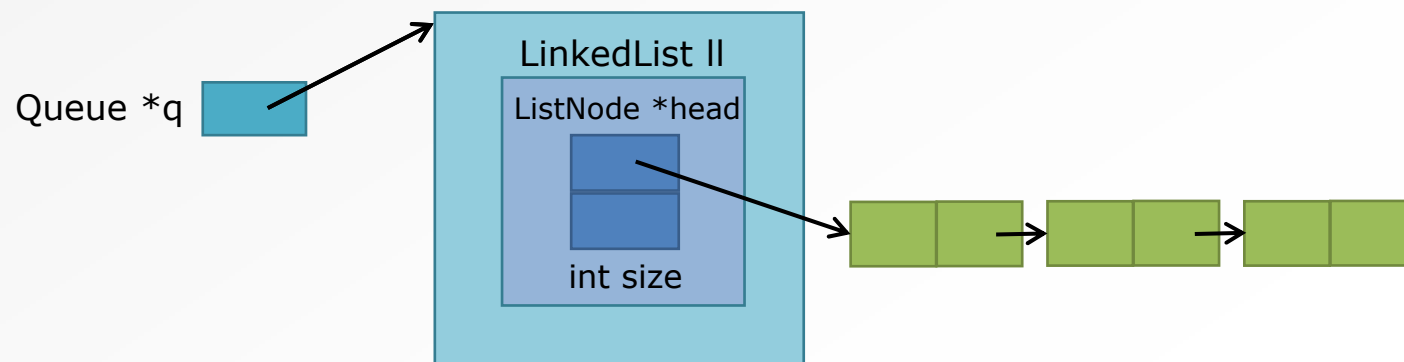 LinkedList ll
Queue *q
ListNode *head
int size